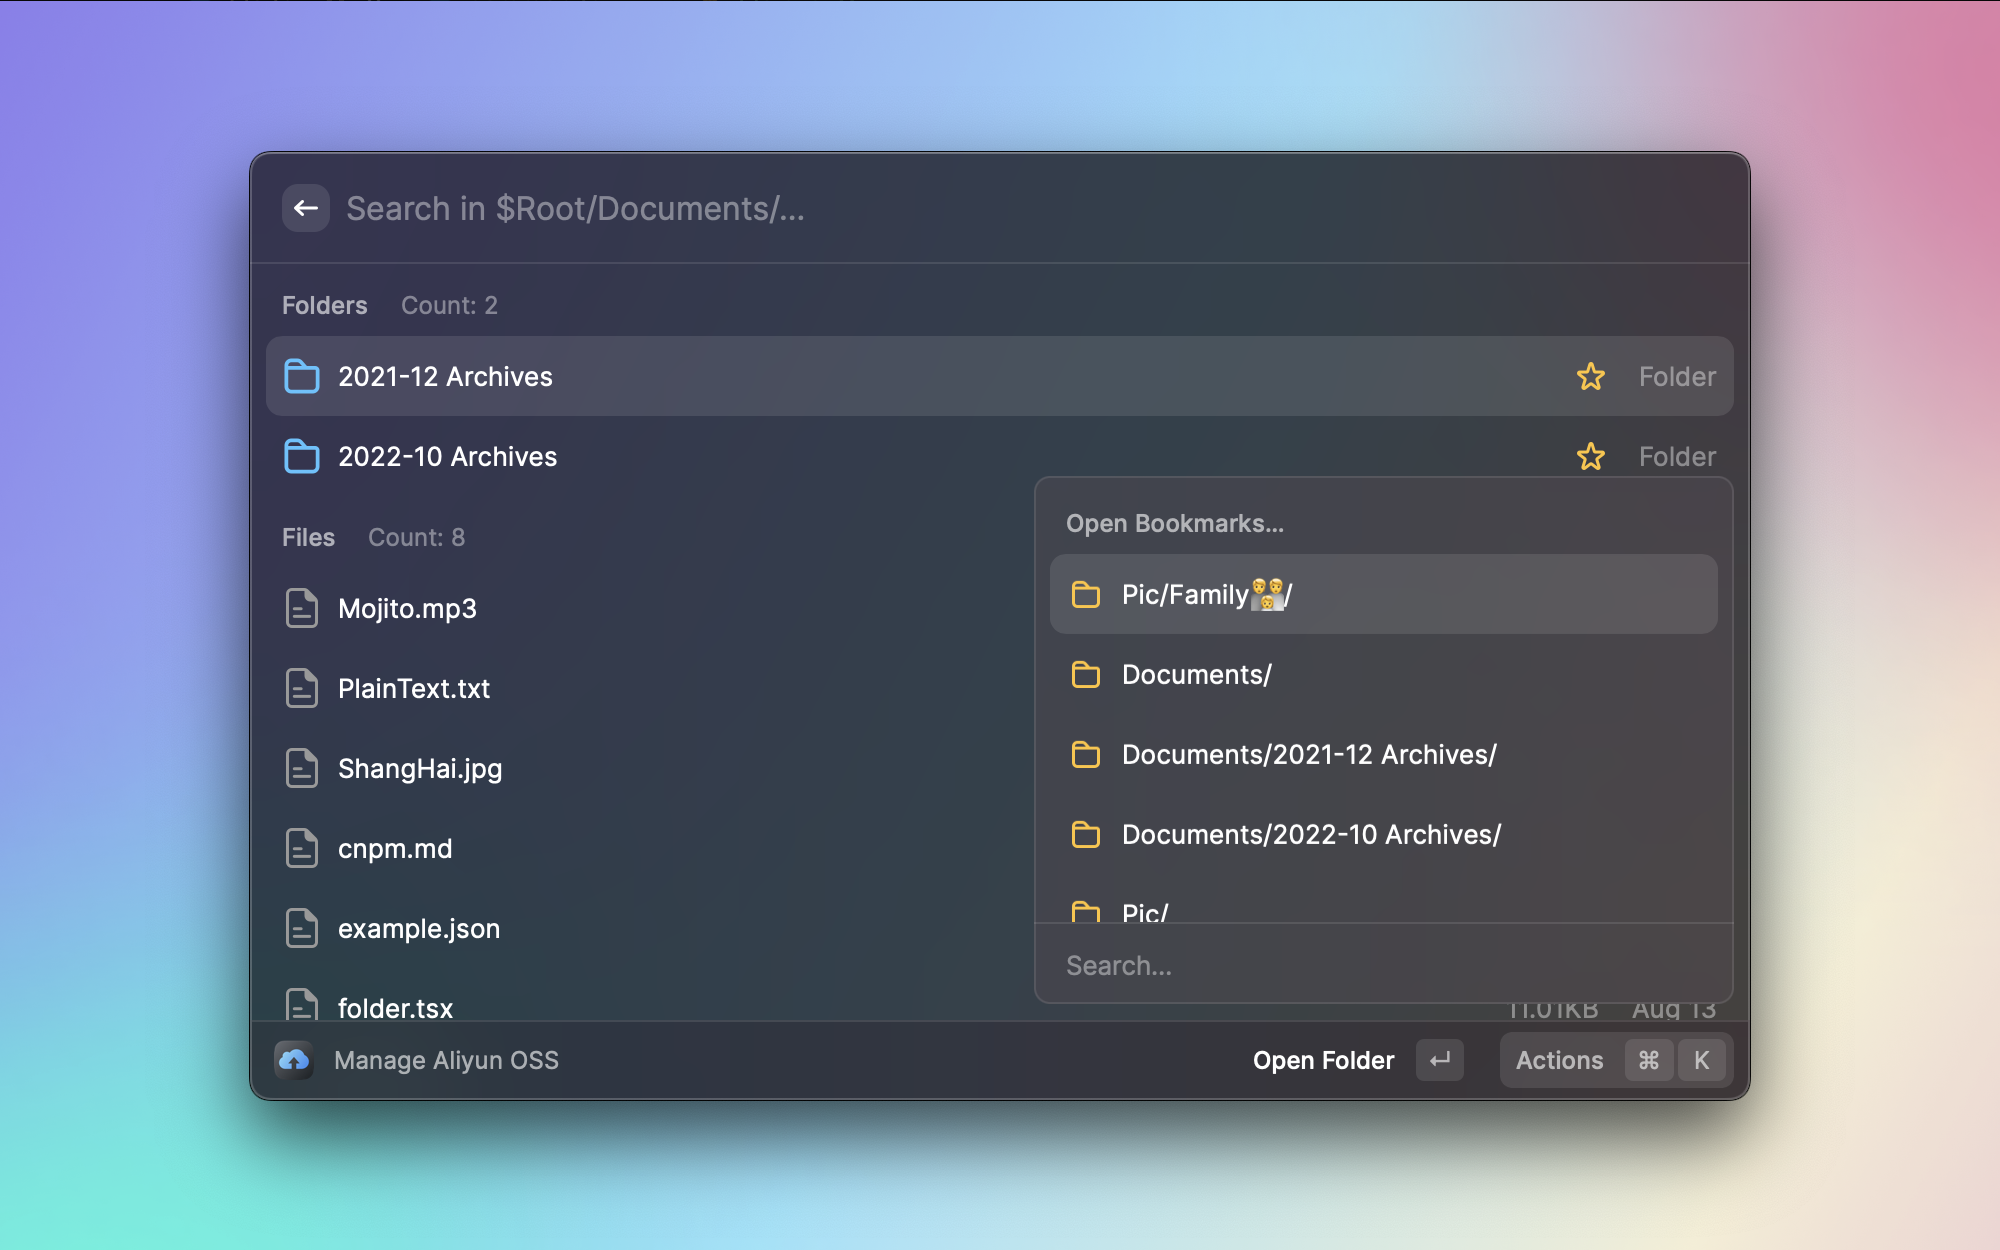 Search in $Root/Documents/...
Folders Count: 2
2021-12 Archives Folder
2022-10 Archives Folder
Files Count: 8
Mojito.mp3
PlainText.txt
ShangHai.jpg
cnpm.md
example.json
folder.tsx 11.01KB Aug 13
Open Bookmarks...
Pic/Family👨‍👨‍👦/
Documents/
Documents/2021-12 Archives/
Documents/2022-10 Archives/
Pic/
Search...
Manage Aliyun OSS Open Folder ↵ Actions ⌘ K